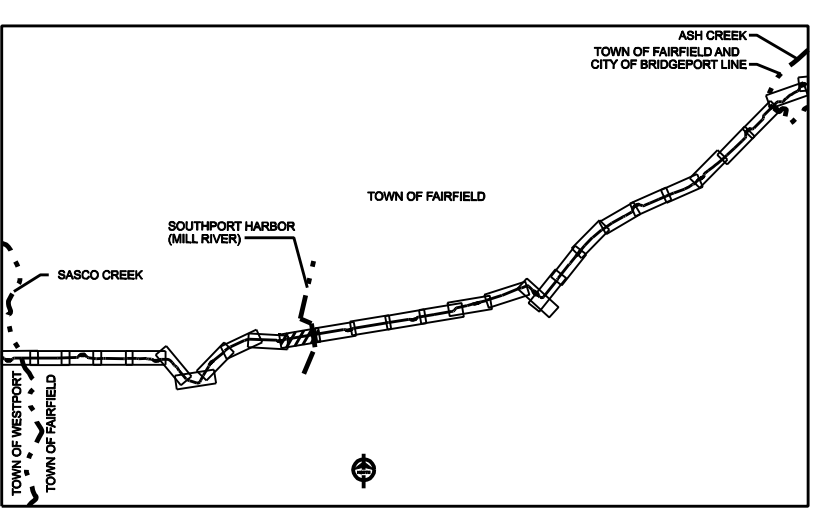 ASH CREEK
TOWN OF FAIRFIELD AND
CITY OF BRIDGEPORT LINE
TOWN OF FAIRFIELD
SOUTHPORT HARBOR
(MILL RIVER)
SASCO CREEK
TOWN OF WESTPORT
TOWN OF FAIRFIELD